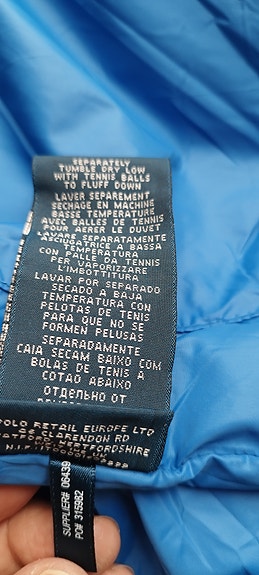 SEPARATELY
TUMBLE DRY LOW
WITH TENNIS BALLS
TO FLUFF DOWN
LAVER SEPAREMENT
SECHAGE EN MACHINE
BASSE TEMPERATURE
AVEC BALLES DE TENNIS
POUR AERER LE DUVET
LAVARE SEPARATAMENTE
ASCIUGATRICE A BASSA
TEMPERATURA
CON PALLE DA TENNIS
PER VAPORIZZARE
L'IMBOTTITURA
LAVAR POR SEPARADO
SECADO A BAJA
TEMPERATURA CON
PELOTAS DE TENIS
PARA QUE NO SE
FORMEN PELUSAS
SEPARADAMENTE
CAIA SECAM BAIXO COM
BOLAS DE TENIS A
COTAO ABAIXO
ОТДЕЛЬНО ОТ
POLO RETAIL EUROPE LTD
CLARENDON RD
HERTFORDSHIRE
SUPPLIER# 06439
PO# 315962